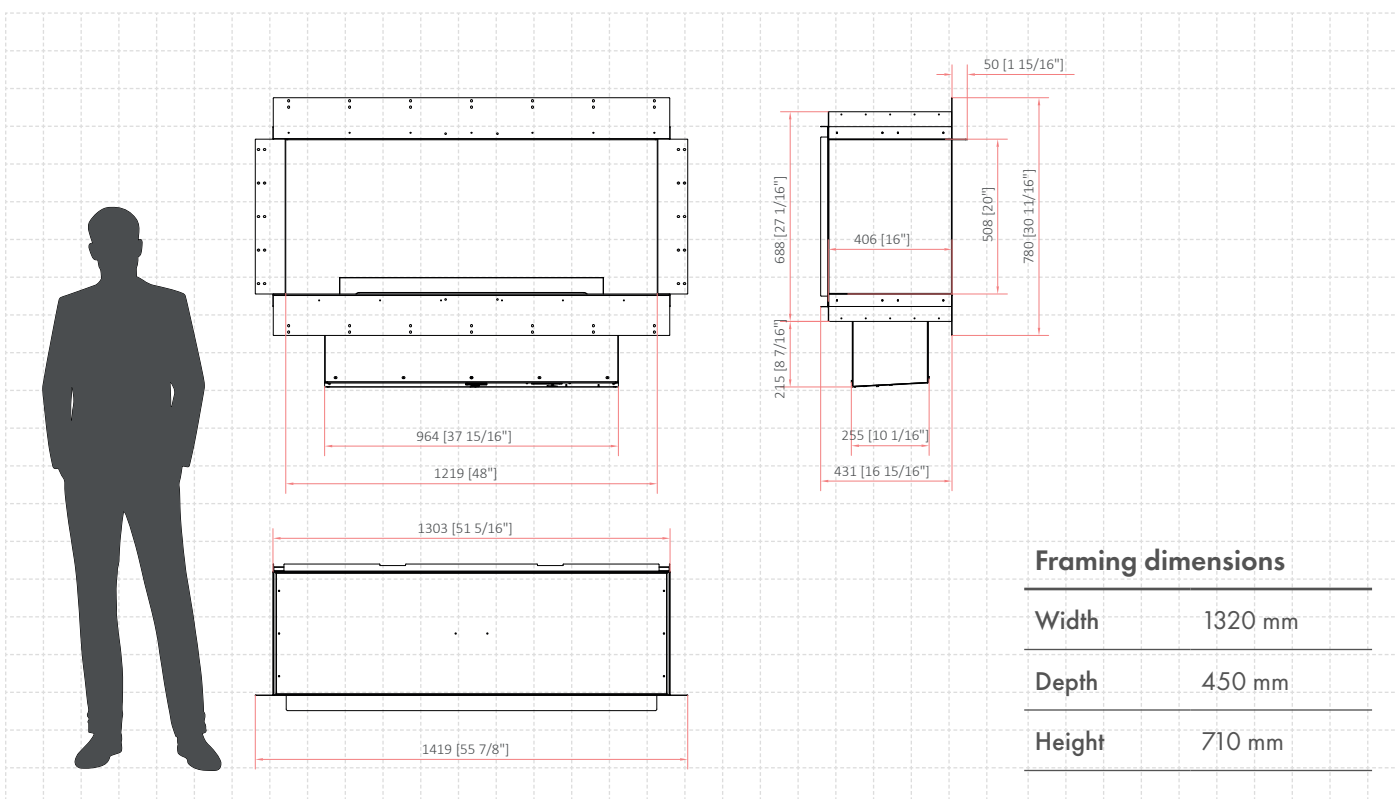 50 [1 15/16"]
688 [27 1/16"]
406 [16"]
508 [20"]
780 [30 11/16"]
215 [8 7/16"]
964 [37 15/16"]
255 [10 1/16"]
1219 [48"]
431 [16 15/16"]
1303 [51 5/16"]
1419 [55 7/8"]
Framing dimensions
Width 1320 mm
Depth 450 mm
Height 710 mm